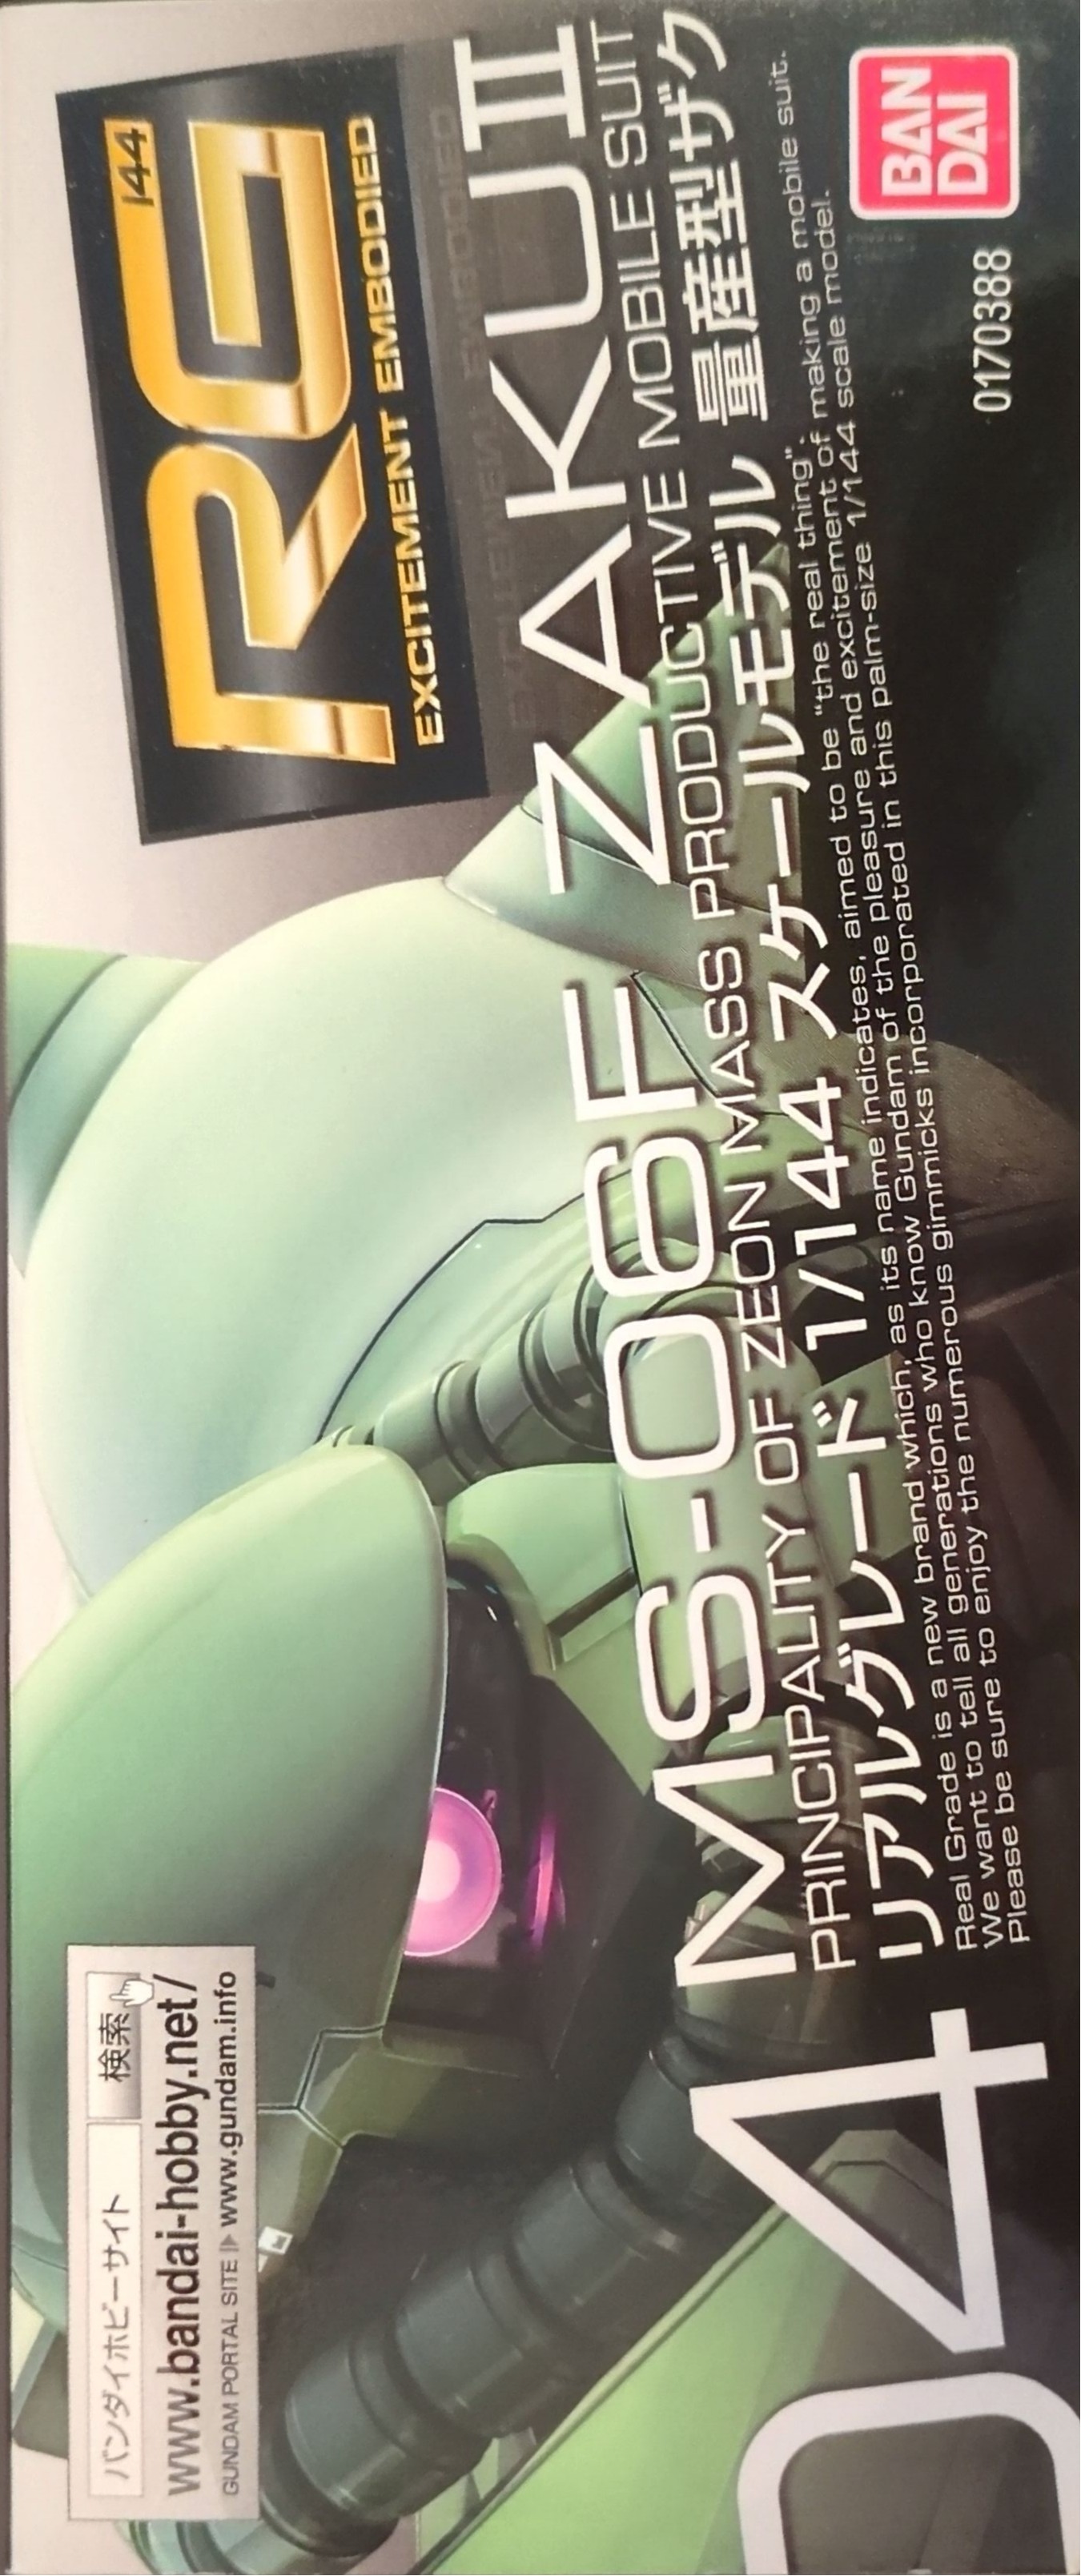 バンダイホビーサイト 検索
www.bandai-hobby.net/
GUNDAM PORTAL SITE ▶ www.gundam.info
RG
144
EXCITEMENT EMBODIED
04
MS-06F ZAKUⅡ
PRINCIPALITY OF ZEON MASS PRODUCTIVE MOBILE SUIT
リアルグレード 1/144 スケールモデル 量産型ザク
Real Grade is a new brand which, as its name indicates, aimed to be "the real thing".
We want to tell all generations who know Gundam of the pleasure and excitement of making a mobile suit.
Please be sure to enjoy the numerous gimmicks incorporated in this palm-size 1/144 scale model.
BAN
DAI
0170388